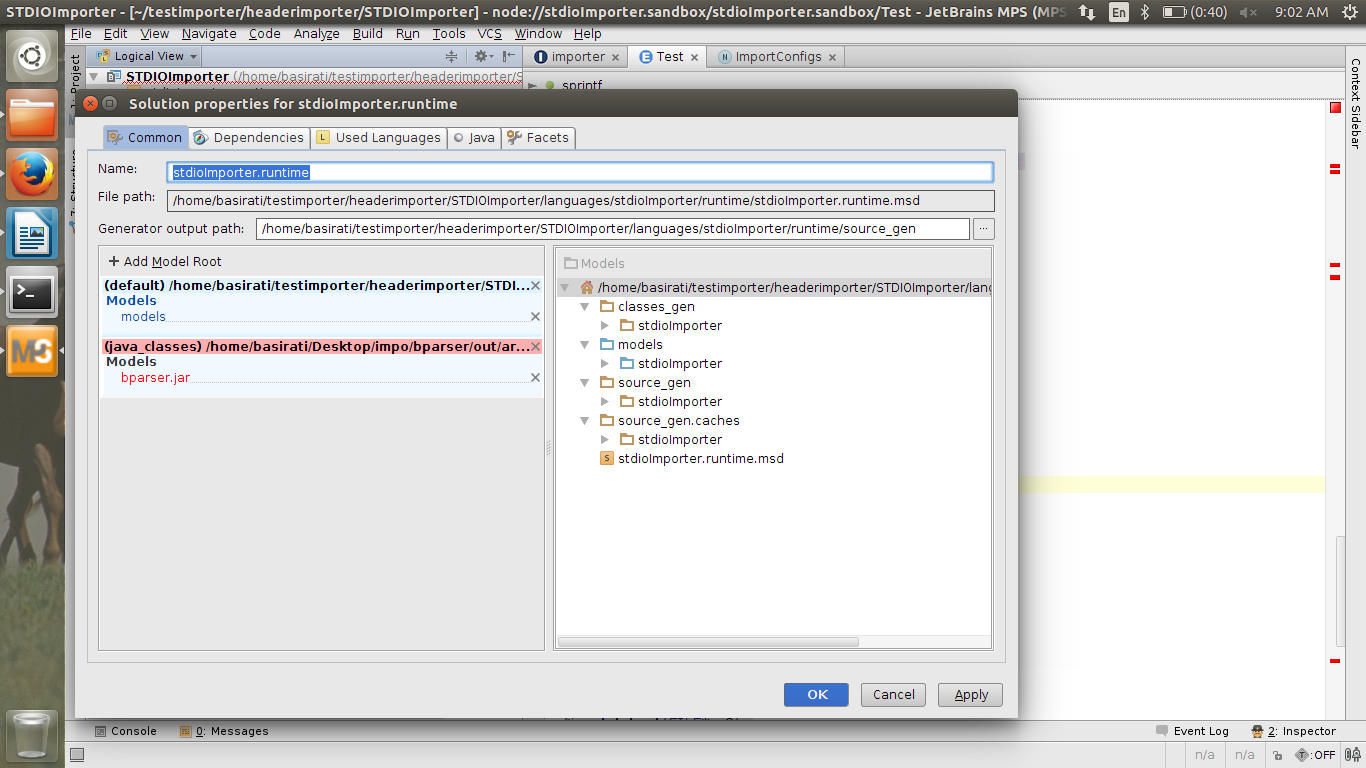 STDIOImporter - [~/testimporter/headerimporter/STDIOImporter] - node://stdioImporter.sandbox/stdioImporter.sandbox/Test - JetBrains MPS (MPS
En
(0:40)
9:02 AM
File Edit View Navigate Code Analyze Build Run Tools VCS Window Help
Logical View
importer
Test
ImportConfigs
STDIOImporter (/home/basirati/testimporter/headerimporter/S
sprintf
Project
Context Sidebar
Solution properties for stdioImporter.runtime
Common
Dependencies
Used Languages
Java
Facets
Name:
stdioImporter.runtime
File path:
/home/basirati/testimporter/headerimporter/STDIOImporter/languages/stdioImporter/runtime/stdioImporter.runtime.msd
Generator output path:
/home/basirati/testimporter/headerimporter/STDIOImporter/languages/stdioImporter/runtime/source_gen
...
+ Add Model Root
(default) /home/basirati/testimporter/headerimporter/STDI...
Models
models
(java_classes) /home/basirati/Desktop/impo/bparser/out/ar...
Models
bparser.jar
Models
/home/basirati/testimporter/headerimporter/STDIOImporter/lang
classes_gen
stdioImporter
models
stdioImporter
source_gen
stdioImporter
source_gen.caches
stdioImporter
stdioImporter.runtime.msd
OK
Cancel
Apply
Console
0: Messages
Event Log
2: Inspector
n/a
n/a
T:OFF